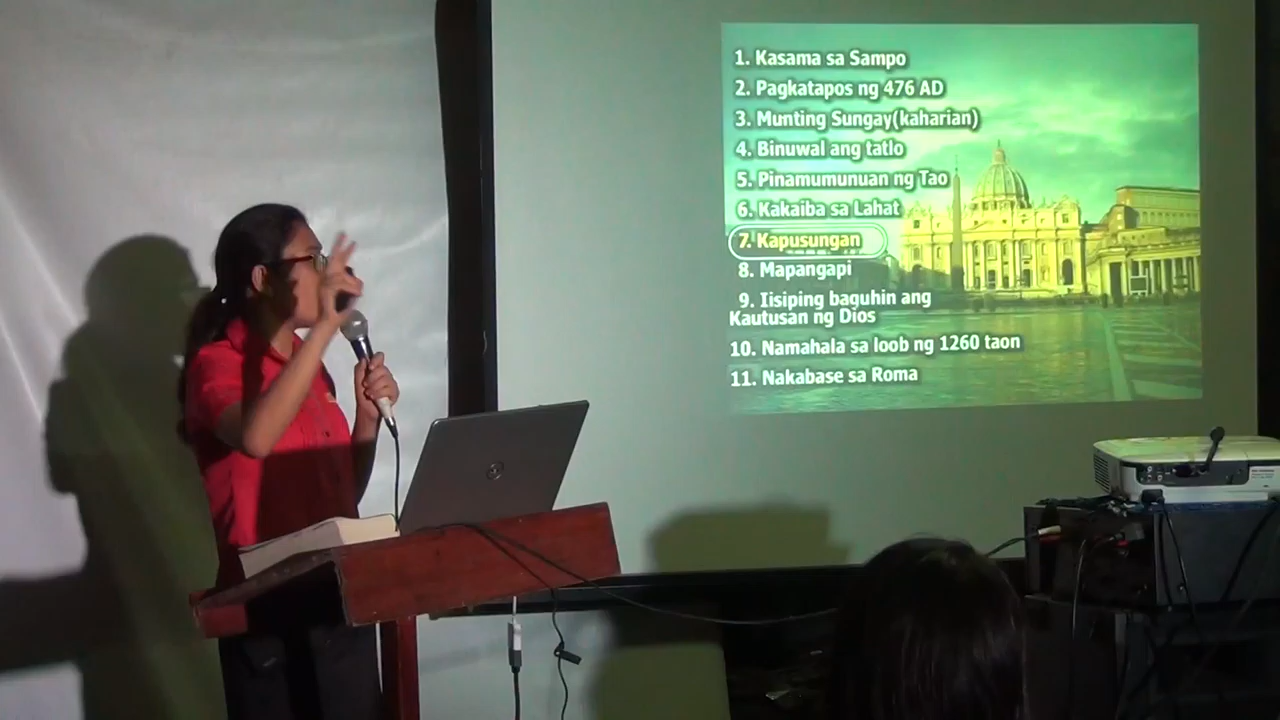 1. Kasama sa Sampo
2. Pagkatapos ng 476 AD
3. Munting Sungay(kaharian)
4. Binuwal ang tatlo
5. Pinamumunuan ng Tao
6. Kakaiba sa Lahat
7. Kapusungan
8. Mapangapi
9. Iisiping baguhin ang
Kautusan ng Dios
10. Namahala sa loob ng 1260 taon
11. Nakabase sa Roma